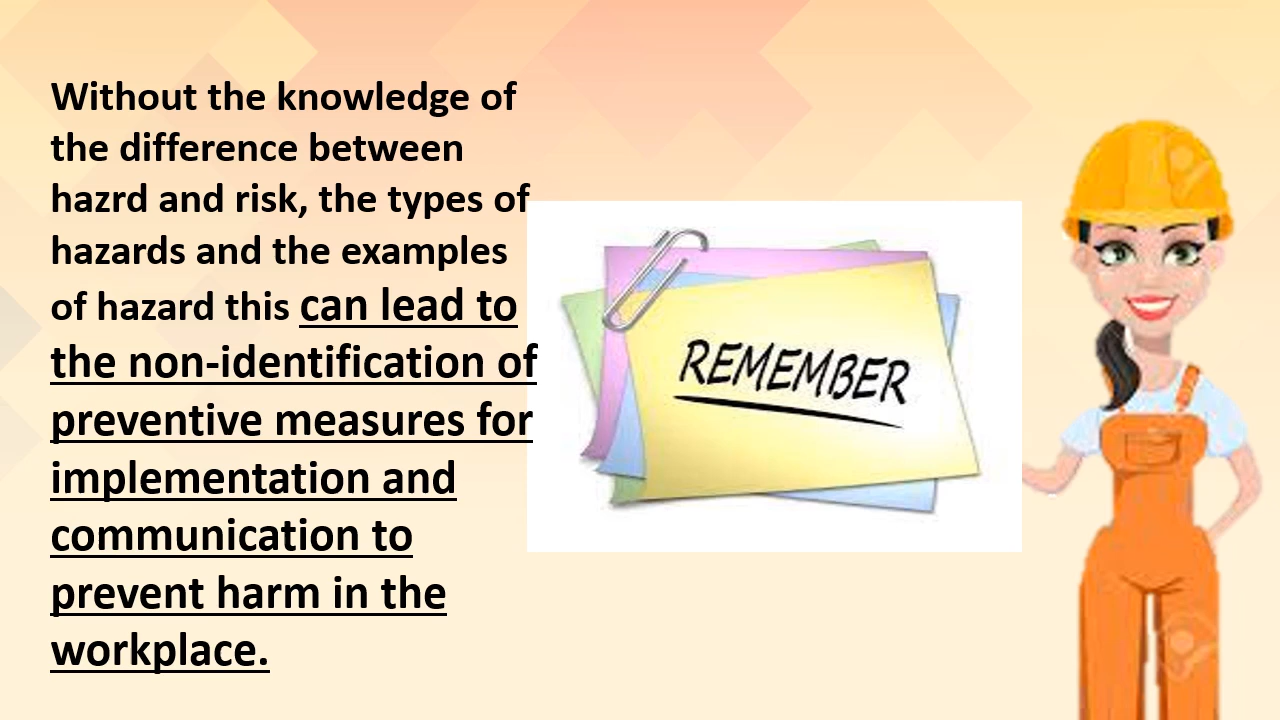 Without the knowledge of
the difference between
hazrd and risk, the types of
hazards and the examples
of hazard this can lead to
the non-identification of
preventive measures for
implementation and
communication to
prevent harm in the
workplace.
REMEMBER